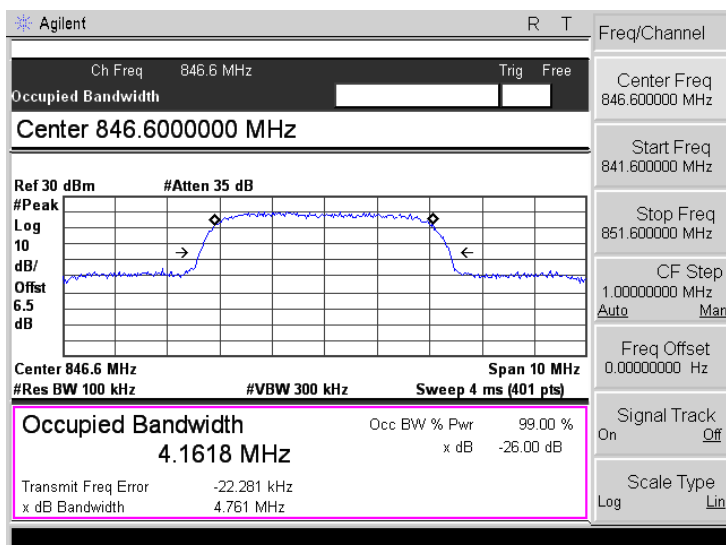 Agilent R T
Ch Freq 846.6 MHz Trig Free
Occupied Bandwidth
Center 846.6000000 MHz
Ref 30 dBm #Atten 35 dB
#Peak
Log
10
dB/
Offst
6.5
dB
Center 846.6 MHz Span 10 MHz
#Res BW 100 kHz #VBW 300 kHz Sweep 4 ms (401 pts)
Occupied Bandwidth Occ BW % Pwr 99.00 %
4.1618 MHz x dB -26.00 dB
Transmit Freq Error -22.281 kHz
x dB Bandwidth 4.761 MHz
Freq/Channel
Center Freq
846.600000 MHz
Start Freq
841.600000 MHz
Stop Freq
851.600000 MHz
CF Step
1.00000000 MHz
Auto Man
Freq Offset
0.00000000 Hz
Signal Track
On Off
Scale Type
Log Lin